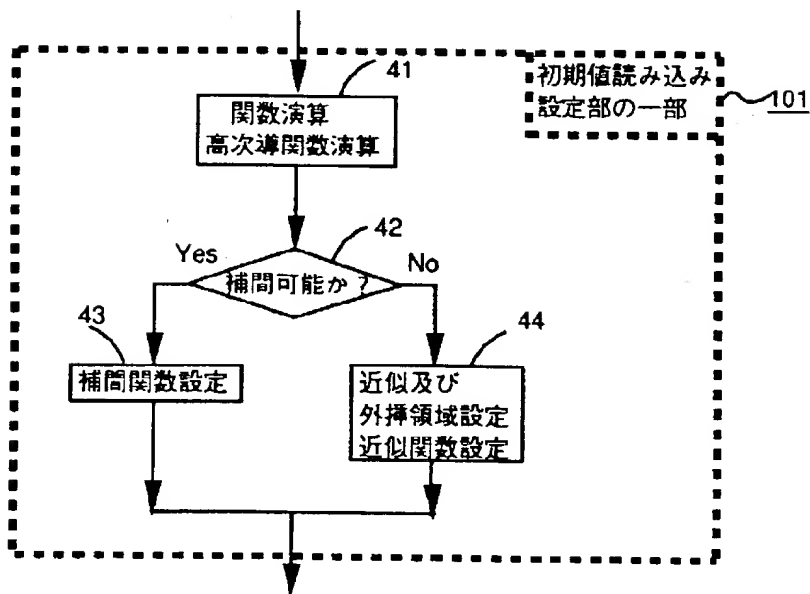 41
初期値読み込み
設定部の一部
101
関数演算
高次導関数演算
42
Yes
No
補間可能か?
43
44
補間関数設定
近似及び
外挿領域設定
近似関数設定